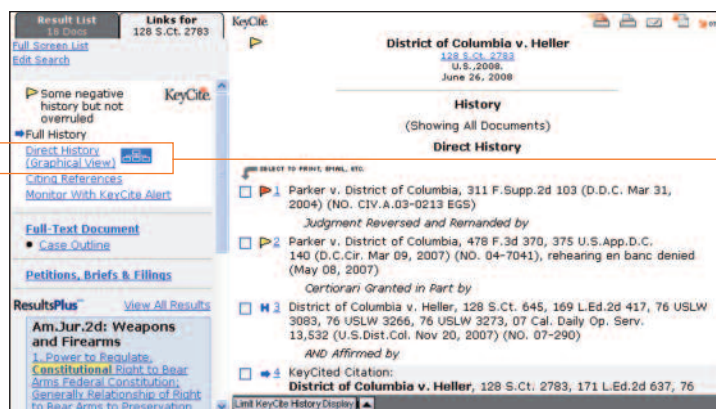 Result List
18 Docs
Links for
128 S.Ct. 2783
Full Screen List
Edit Search
Some negative
history but not
overruled
KeyCite.
Full History
Direct History
(Graphical View)
Citing References
Monitor With KeyCite Alert
Full-Text Document
• Case Outline
Petitions, Briefs & Filings
ResultsPlus™ View All Results
Am.Jur.2d: Weapons
and Firearms
1. Power to Regulate,
Constitutional Right to Bear
Arms Federal Constitution;
Generally Relationship of Right
to Bear Arms to Preservation
KeyCite
District of Columbia v. Heller
128 S.Ct. 2783
U.S.,2008.
June 26, 2008
History
(Showing All Documents)
Direct History
SELECT TO PRINT, EMAIL, ETC.
1 Parker v. District of Columbia, 311 F.Supp.2d 103 (D.D.C. Mar 31,
2004) (NO. CIV.A.03-0213 EGS)
Judgment Reversed and Remanded by
2 Parker v. District of Columbia, 478 F.3d 370, 375 U.S.App.D.C.
140 (D.C.Cir. Mar 09, 2007) (NO. 04-7041), rehearing en banc denied
(May 08, 2007)
Certiorari Granted in Part by
H 3 District of Columbia v. Heller, 128 S.Ct. 645, 169 L.Ed.2d 417, 76 USLW
3083, 76 USLW 3266, 76 USLW 3273, 07 Cal. Daily Op. Serv.
13,532 (U.S.Dist.Col. Nov 20, 2007) (NO. 07-290)
AND Affirmed by
4 KeyCited Citation:
District of Columbia v. Heller, 128 S.Ct. 2783, 171 L.Ed.2d 637, 76
Limit KeyCite History Display